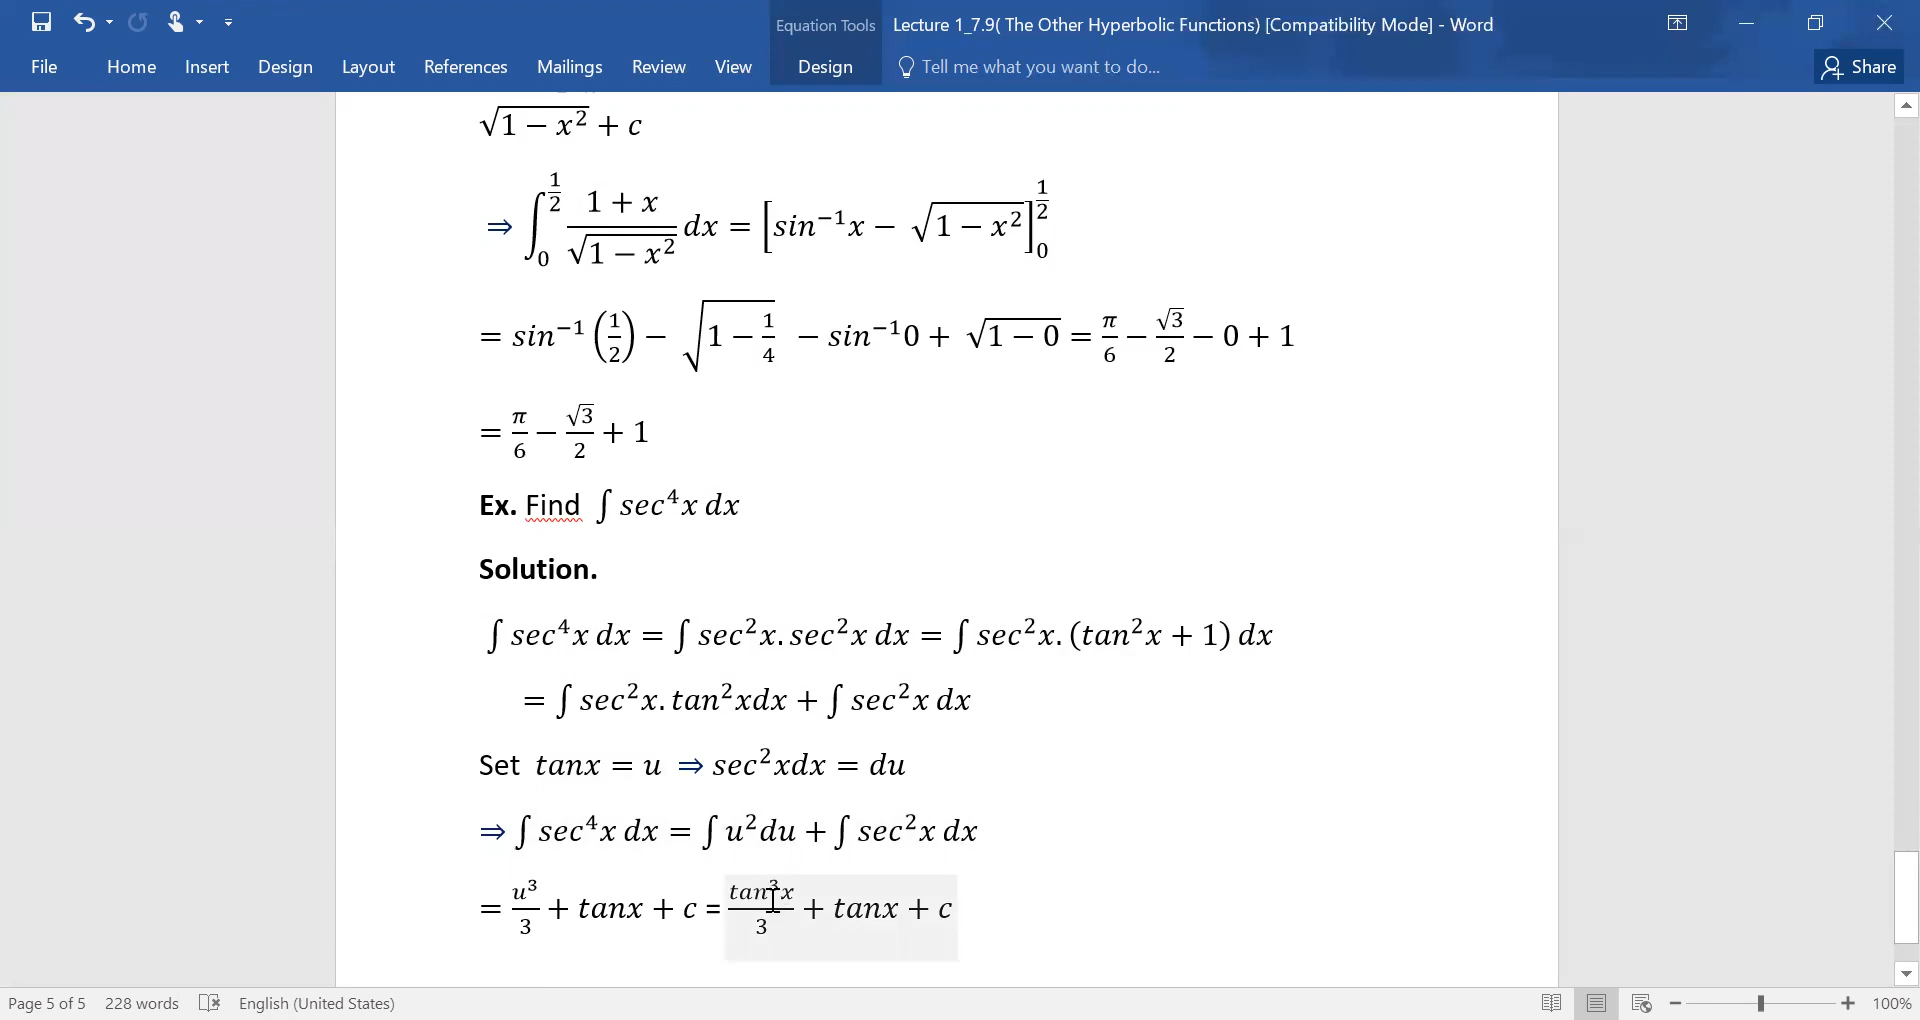 Equation Tools
Lecture 1_7.9( The Other Hyperbolic Functions) [Compatibility Mode] - Word
File Home Insert Design Layout References Mailings Review View Design Tell me what you want to do... Share
√(1 − x²) + c
⇒ ∫₀^(1/2) (1 + x)/√(1 − x²) dx = [sin⁻¹x − √(1 − x²)]₀^(1/2)
= sin⁻¹(1/2) − √(1 − 1/4) − sin⁻¹0 + √(1 − 0) = π/6 − √3/2 − 0 + 1
= π/6 − √3/2 + 1
Ex. Find ∫ sec⁴x dx
Solution.
∫ sec⁴x dx = ∫ sec²x. sec²x dx = ∫ sec²x. (tan²x + 1) dx
= ∫ sec²x. tan²xdx + ∫ sec²x dx
Set tanx = u ⇒ sec²xdx = du
⇒ ∫ sec⁴x dx = ∫ u²du + ∫ sec²x dx
= u³/3 + tanx + c = tan³x/3 + tanx + c
Page 5 of 5 228 words English (United States) 100%